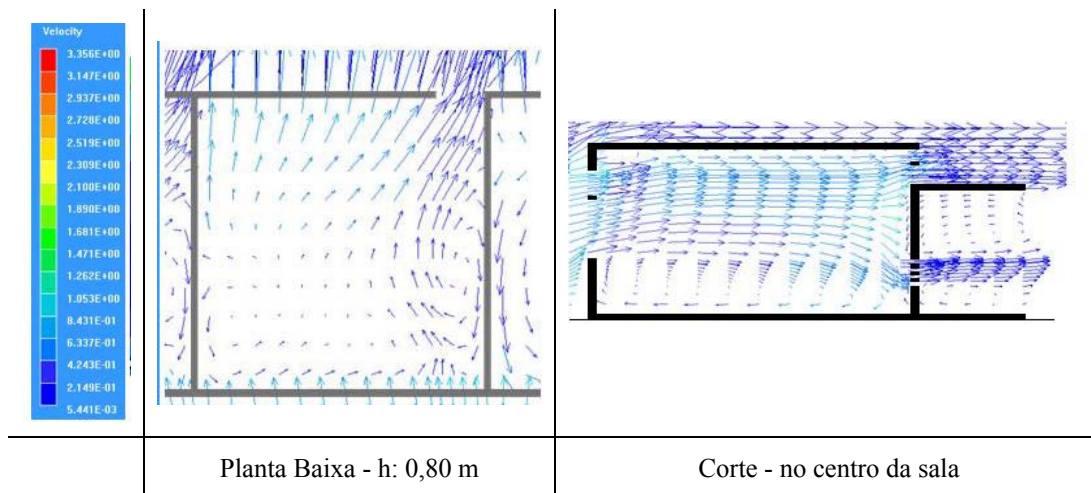 Velocity
3.356E+00
3.147E+00
2.937E+00
2.728E+00
2.519E+00
2.309E+00
2.100E+00
1.890E+00
1.681E+00
1.471E+00
1.262E+00
1.053E+00
8.431E-01
6.337E-01
4.243E-01
2.149E-01
5.441E-03
Planta Baixa - h: 0,80 m
Corte - no centro da sala